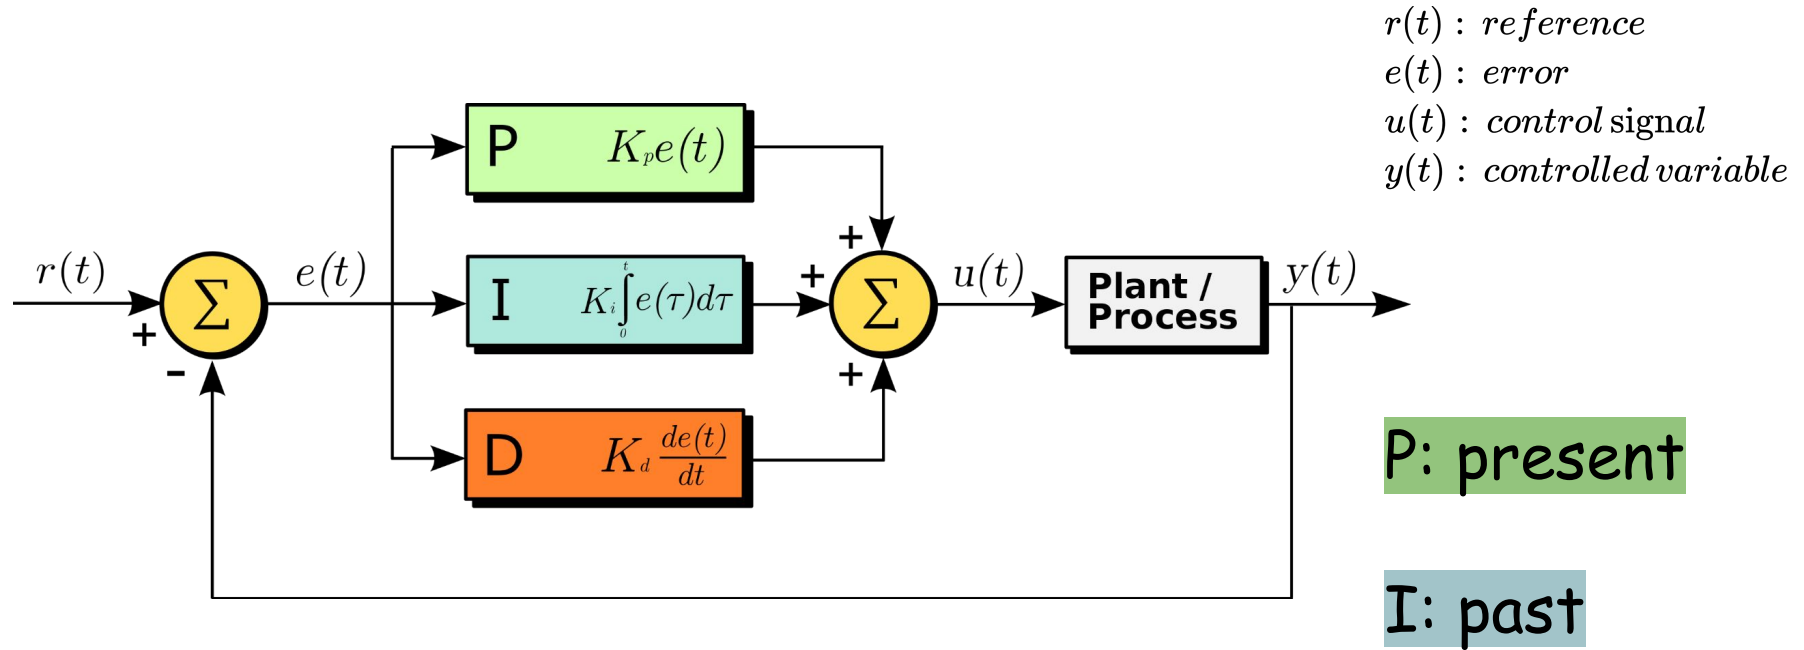 r(t) : reference
e(t) : error
u(t) : control signal
y(t) : controlled variable
P K_p e(t)
r(t) Σ e(t) I K_i ∫_0^t e(τ)dτ Σ u(t) Plant / Process y(t)
+ + + +
-
D K_d de(t)/dt
P: present
I: past